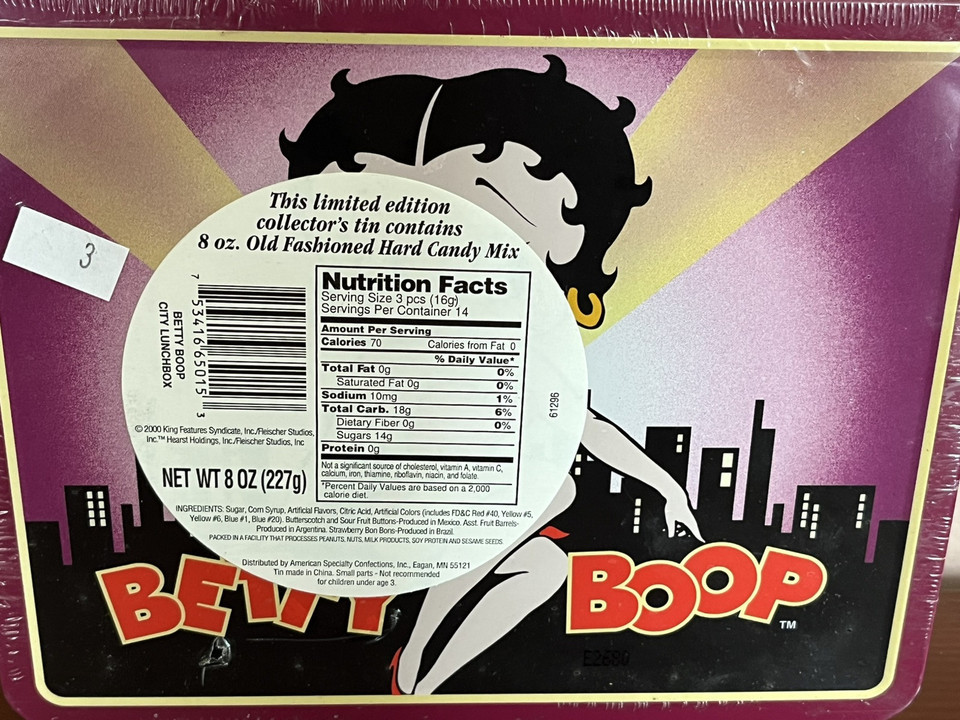 This limited edition
collector's tin contains
8 oz. Old Fashioned Hard Candy Mix
3
7 53416 65015 3
BETTY BOOP
CITY LUNCHBOX
Nutrition Facts
Serving Size 3 pcs (16g)
Servings Per Container 14
Amount Per Serving
Calories 70 Calories from Fat 0
% Daily Value*
Total Fat 0g 0%
Saturated Fat 0g 0%
Sodium 10mg 1%
Total Carb. 18g 6%
Dietary Fiber 0g 0%
Sugars 14g
Protein 0g
Not a significant source of cholesterol, vitamin A, vitamin C,
calcium, iron, thiamine, riboflavin, niacin, and folate.
*Percent Daily Values are based on a 2,000
calorie diet.
61296
© 2000 King Features Syndicate, Inc./Fleischer Studios,
Inc.™ Hearst Holdings, Inc./Fleischer Studios, Inc
NET WT 8 OZ (227g)
INGREDIENTS: Sugar, Corn Syrup, Artificial Flavors, Citric Acid, Artificial Colors (includes FD&C Red #40, Yellow #5,
Yellow #6, Blue #1, Blue #20). Butterscotch and Sour Fruit Buttons-Produced in Mexico. Asst. Fruit Barrels-
Produced in Argentina. Strawberry Bon Bons-Produced in Brazil.
PACKED IN A FACILITY THAT PROCESSES PEANUTS, NUTS, MILK PRODUCTS, SOY PROTEIN AND SESAME SEEDS
Distributed by American Specialty Confections, Inc., Eagan, MN 55121
Tin made in China. Small parts - Not recommended
for children under age 3.
BETTY BOOP™